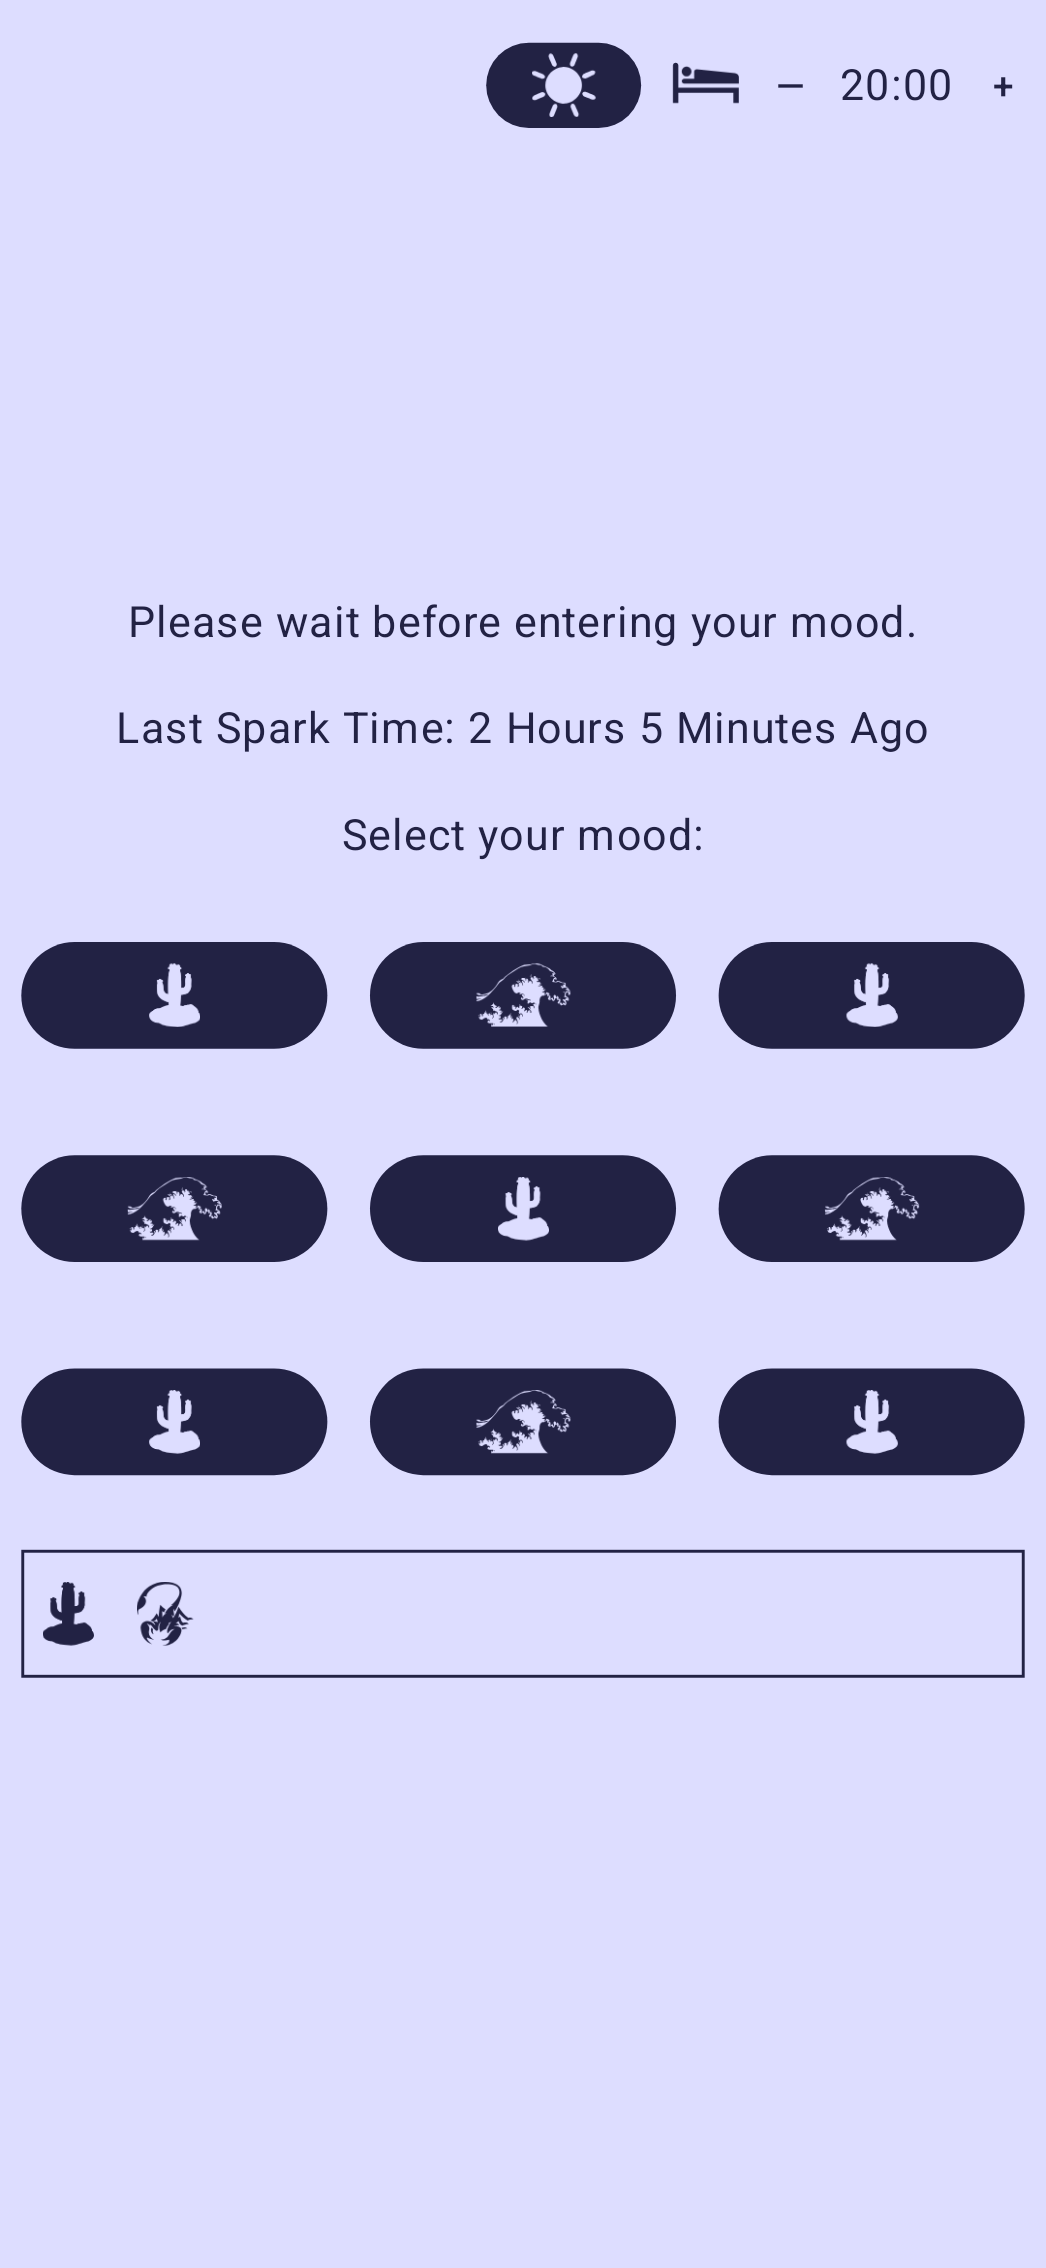 — 20:00 +
Please wait before entering your mood.
Last Spark Time: 2 Hours 5 Minutes Ago
Select your mood: